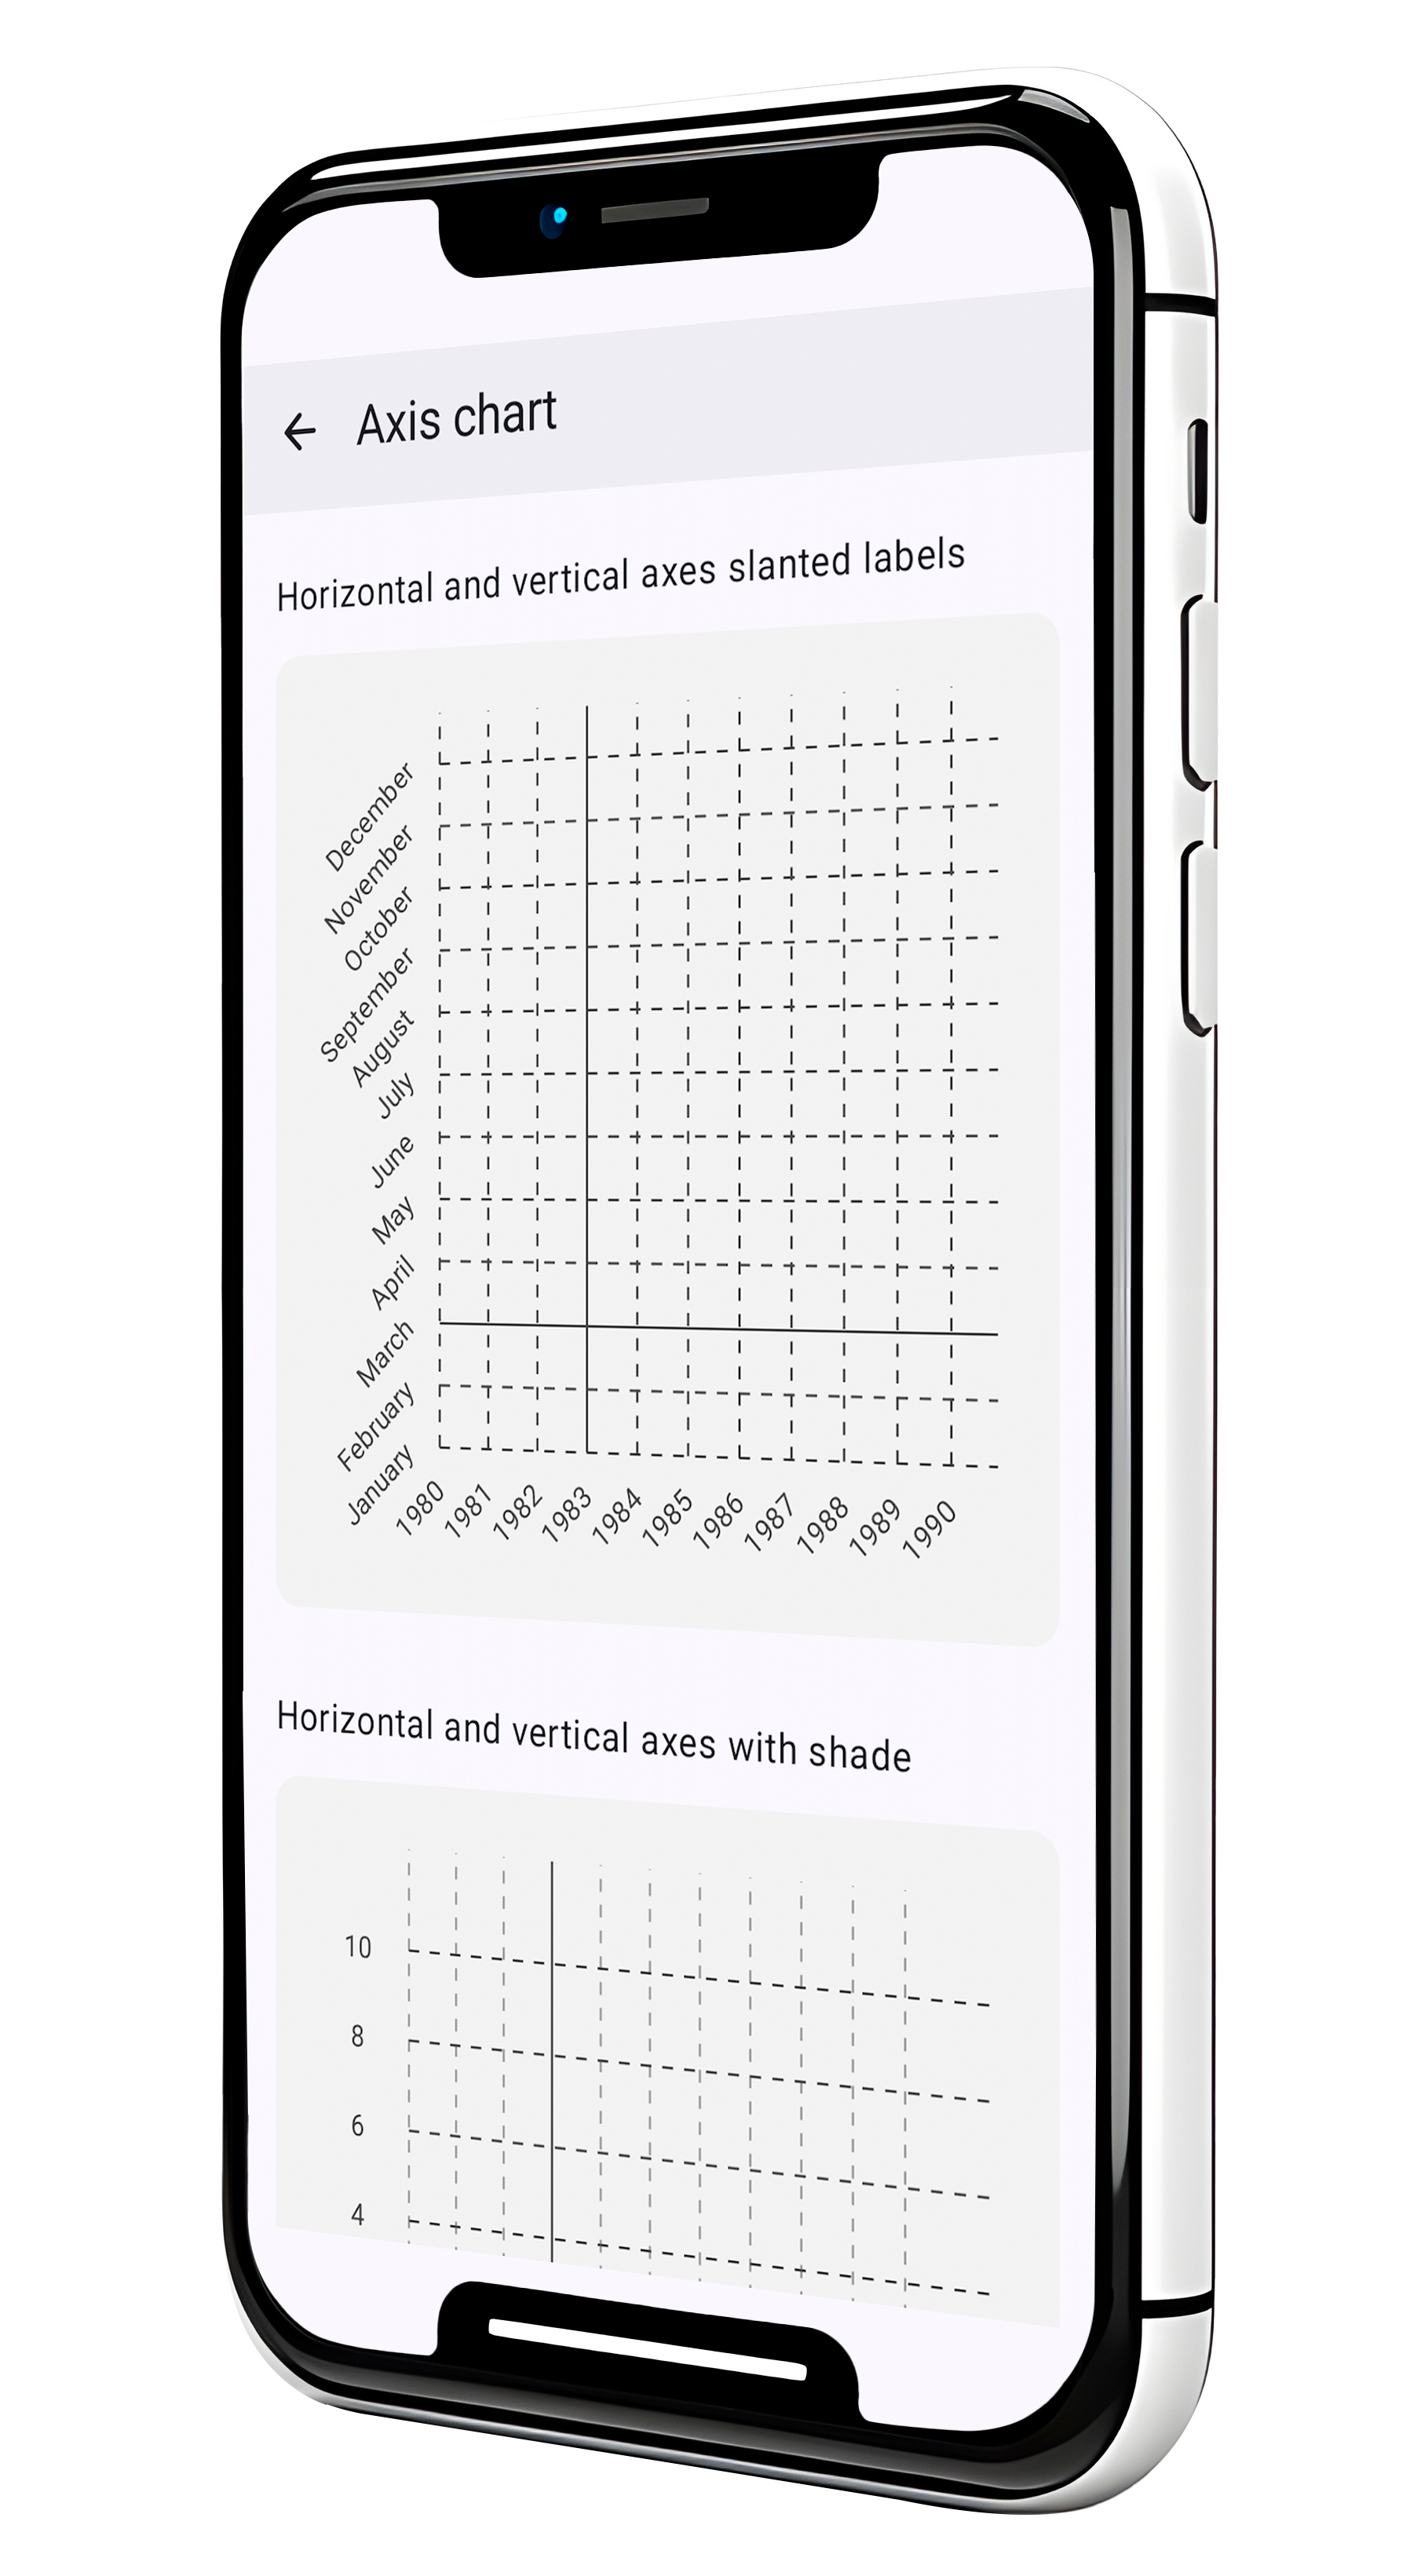 Axis chart
Horizontal and vertical axes slanted labels
December
November
October
September
August
July
June
May
April
March
February
January
1980 1981 1982 1983 1984 1985 1986 1987 1988 1989 1990
Horizontal and vertical axes with shade
10
8
6
4